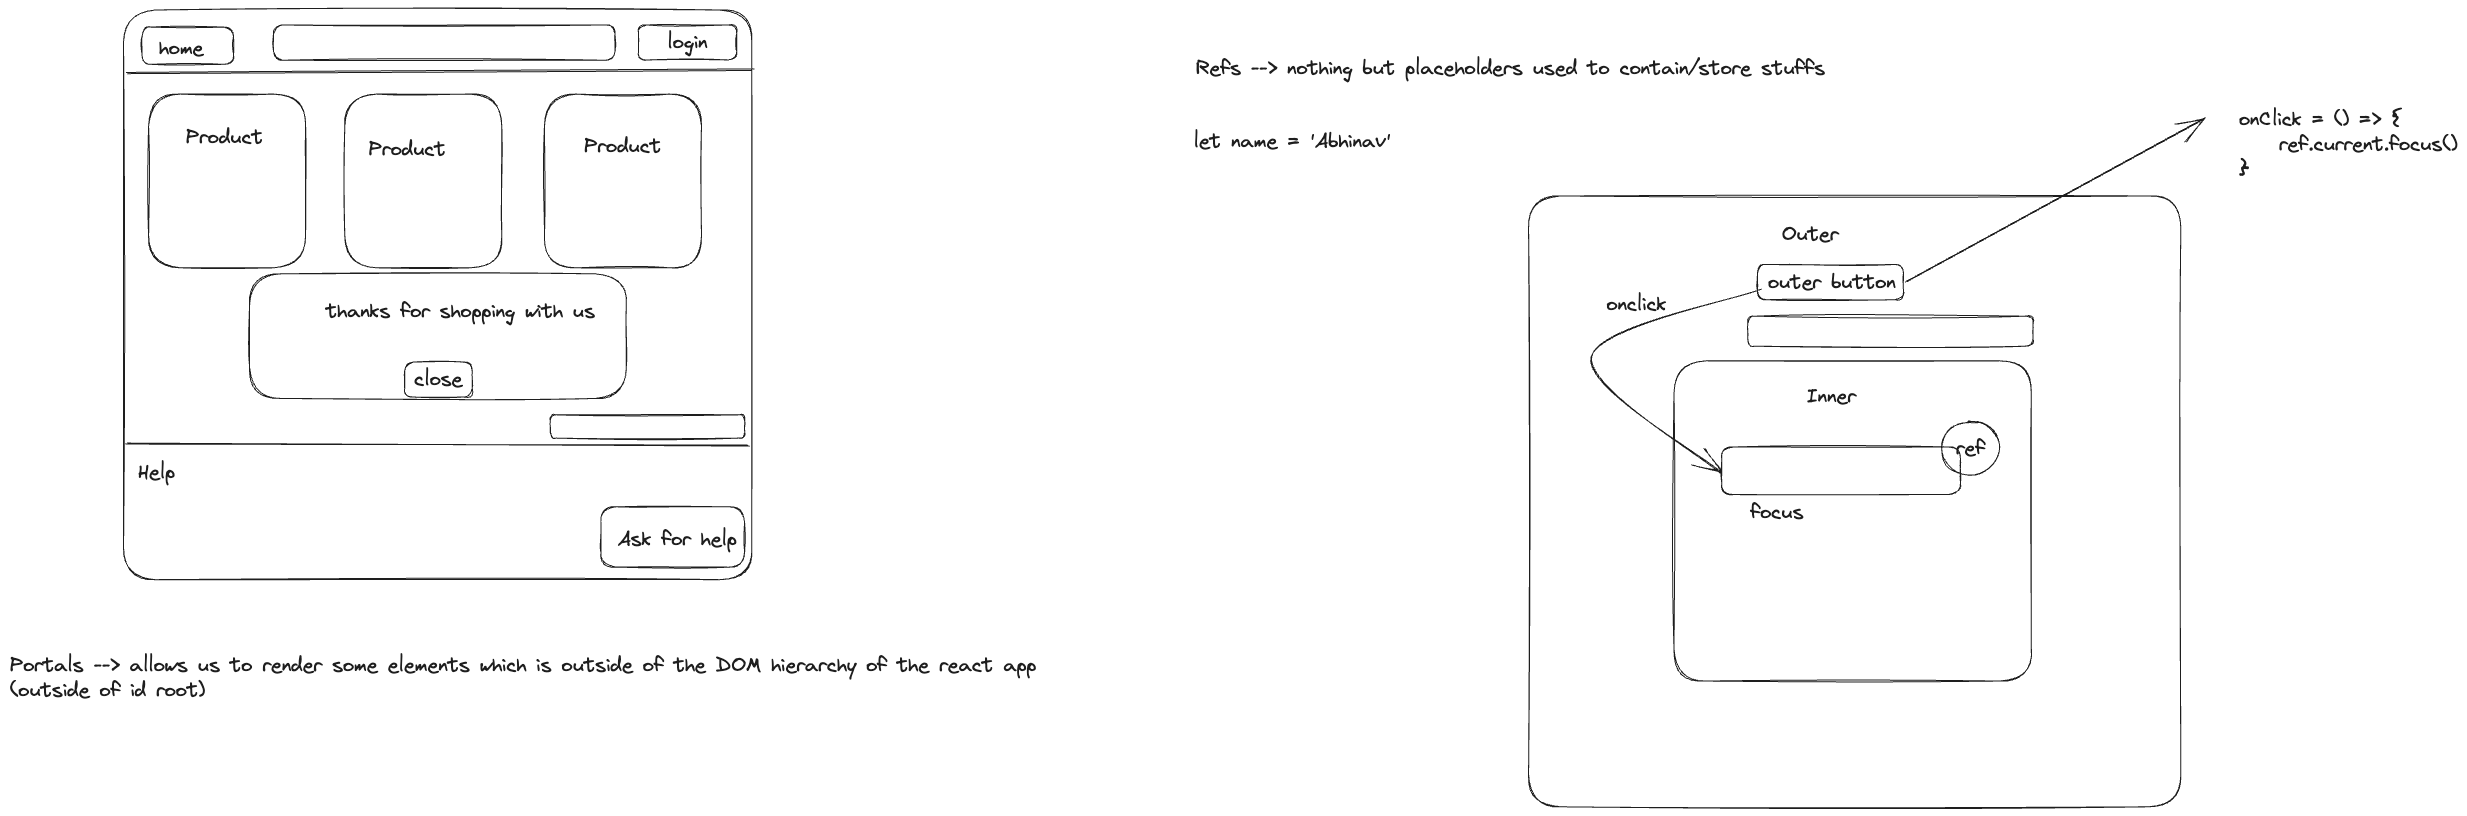 home
login
Product
Product
Product
thanks for shopping with us
close
Help
Ask for help
Portals --> allows us to render some elements which is outside of the DOM hierarchy of the react app
(outside of id root)
Refs --> nothing but placeholders used to contain/store stuffs
let name = 'Abhinav'
onClick = () => {
ref.current.focus()
}
Outer
outer button
onclick
Inner
ref
focus